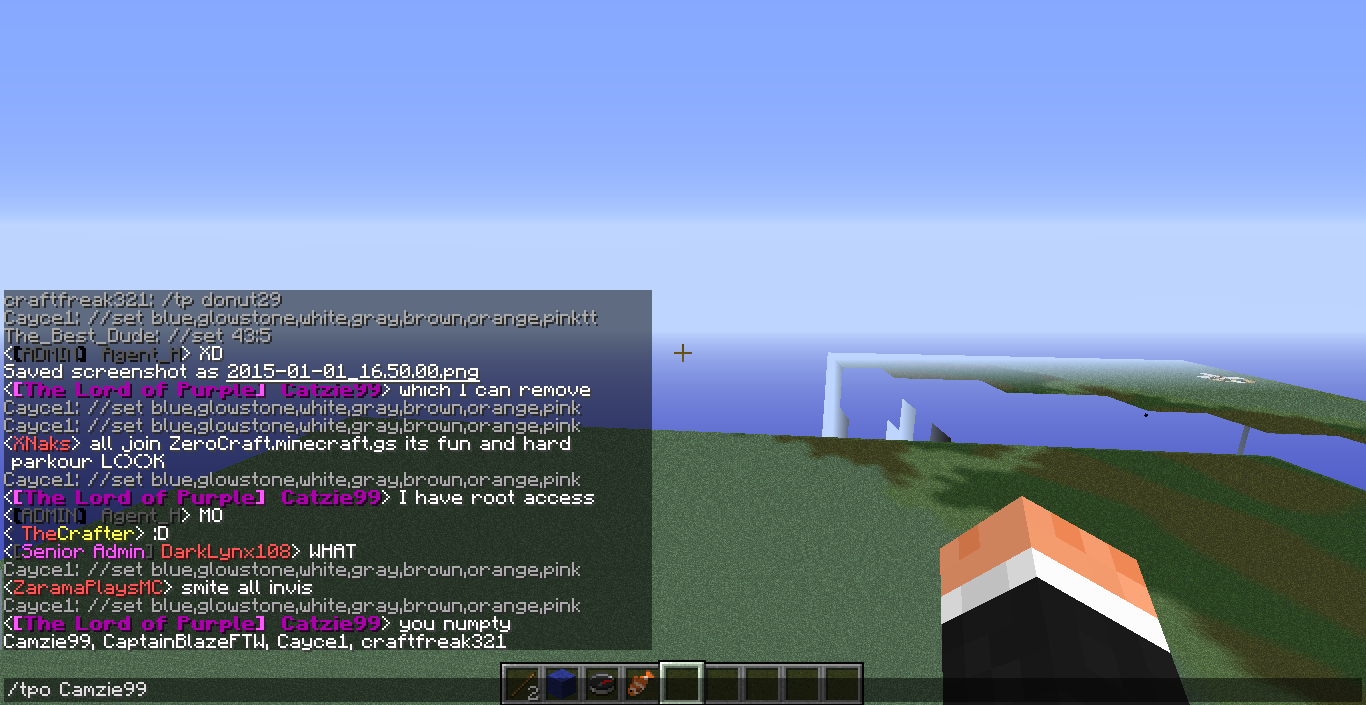 craftfreak321: /tp donut29
Cayce1: //set blue,glowstone,white,gray,brown,orange,pinktt
The_Best_Dude: //set 43:5
<[ADMIN] Agent_H> XD
Saved screenshot as 2015-01-01_16.50.00.png
<[The Lord of Purple] Catzie99> which I can remove
Cayce1: //set blue,glowstone,white,gray,brown,orange,pink
Cayce1: //set blue,glowstone,white,gray,brown,orange,pink
<XNaks> all join ZeroCraft.minecraft.gs its fun and hard
parkour LOOK
Cayce1: //set blue,glowstone,white,gray,brown,orange,pink
<[The Lord of Purple] Catzie99> I have root access
<[ADMIN] Agent_H> MO
< TheCrafter> :D
<[Senior Admin] DarkLynx108> WHAT
Cayce1: //set blue,glowstone,white,gray,brown,orange,pink
<ZaramaPlaysMC> smite all invis
Cayce1: //set blue,glowstone,white,gray,brown,orange,pink
<[The Lord of Purple] Catzie99> you numpty
Camzie99, CaptainBlazeFTW, Cayce1, craftfreak321
/tpo Camzie99
2